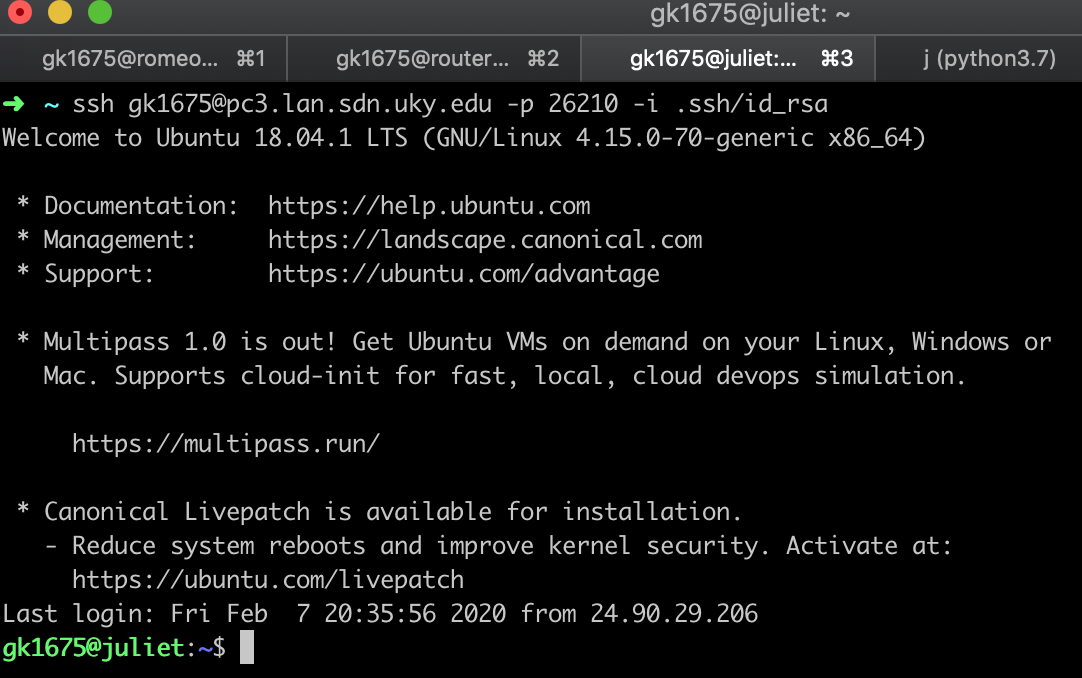 gk1675@juliet: ~
gk1675@romeo... ⌘1 gk1675@router... ⌘2 gk1675@juliet:... ⌘3 j (python3.7)
➜ ~ ssh gk1675@pc3.lan.sdn.uky.edu -p 26210 -i .ssh/id_rsa
Welcome to Ubuntu 18.04.1 LTS (GNU/Linux 4.15.0-70-generic x86_64)
* Documentation: https://help.ubuntu.com
* Management: https://landscape.canonical.com
* Support: https://ubuntu.com/advantage
* Multipass 1.0 is out! Get Ubuntu VMs on demand on your Linux, Windows or
Mac. Supports cloud-init for fast, local, cloud devops simulation.
https://multipass.run/
* Canonical Livepatch is available for installation.
- Reduce system reboots and improve kernel security. Activate at:
https://ubuntu.com/livepatch
Last login: Fri Feb  7 20:35:56 2020 from 24.90.29.206
gk1675@juliet:~$